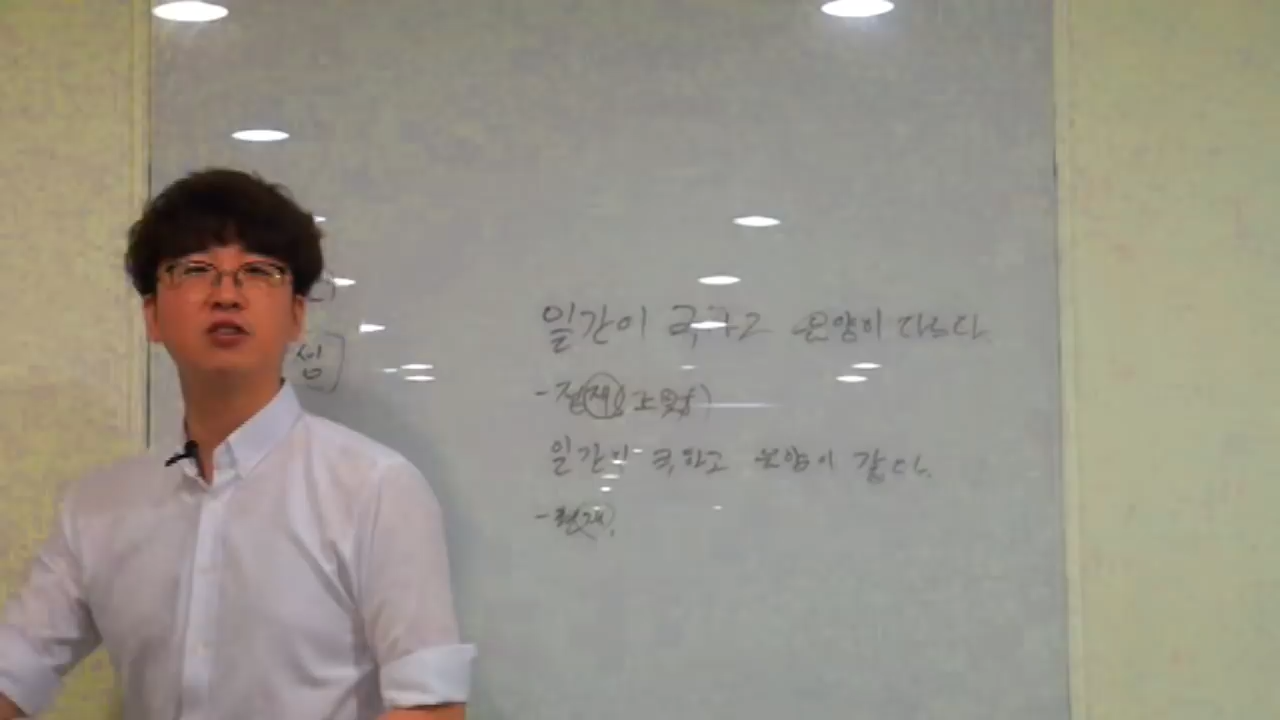 섬]
일간이 극하고 음양이 다르다
- 정(재
일간이 극하고 음양이 같다.
- 편재.